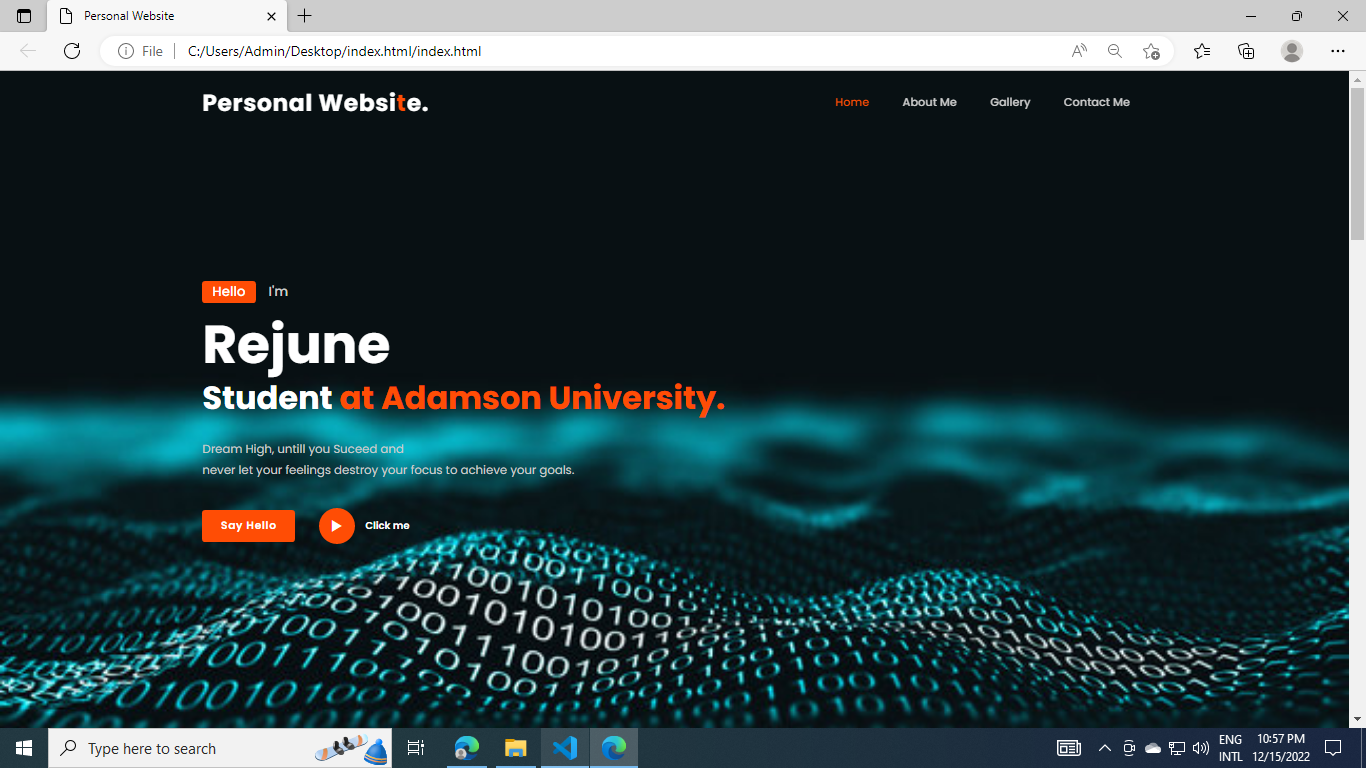 Personal Website
File
C:/Users/Admin/Desktop/index.html/index.html
Personal Website.
Home About Me Gallery Contact Me
Hello I'm
Rejune
Student at Adamson University.
Dream High, untill you Suceed and
never let your feelings destroy your focus to achieve your goals.
Say Hello Click me
Type here to search
ENG
INTL
10:57 PM
12/15/2022